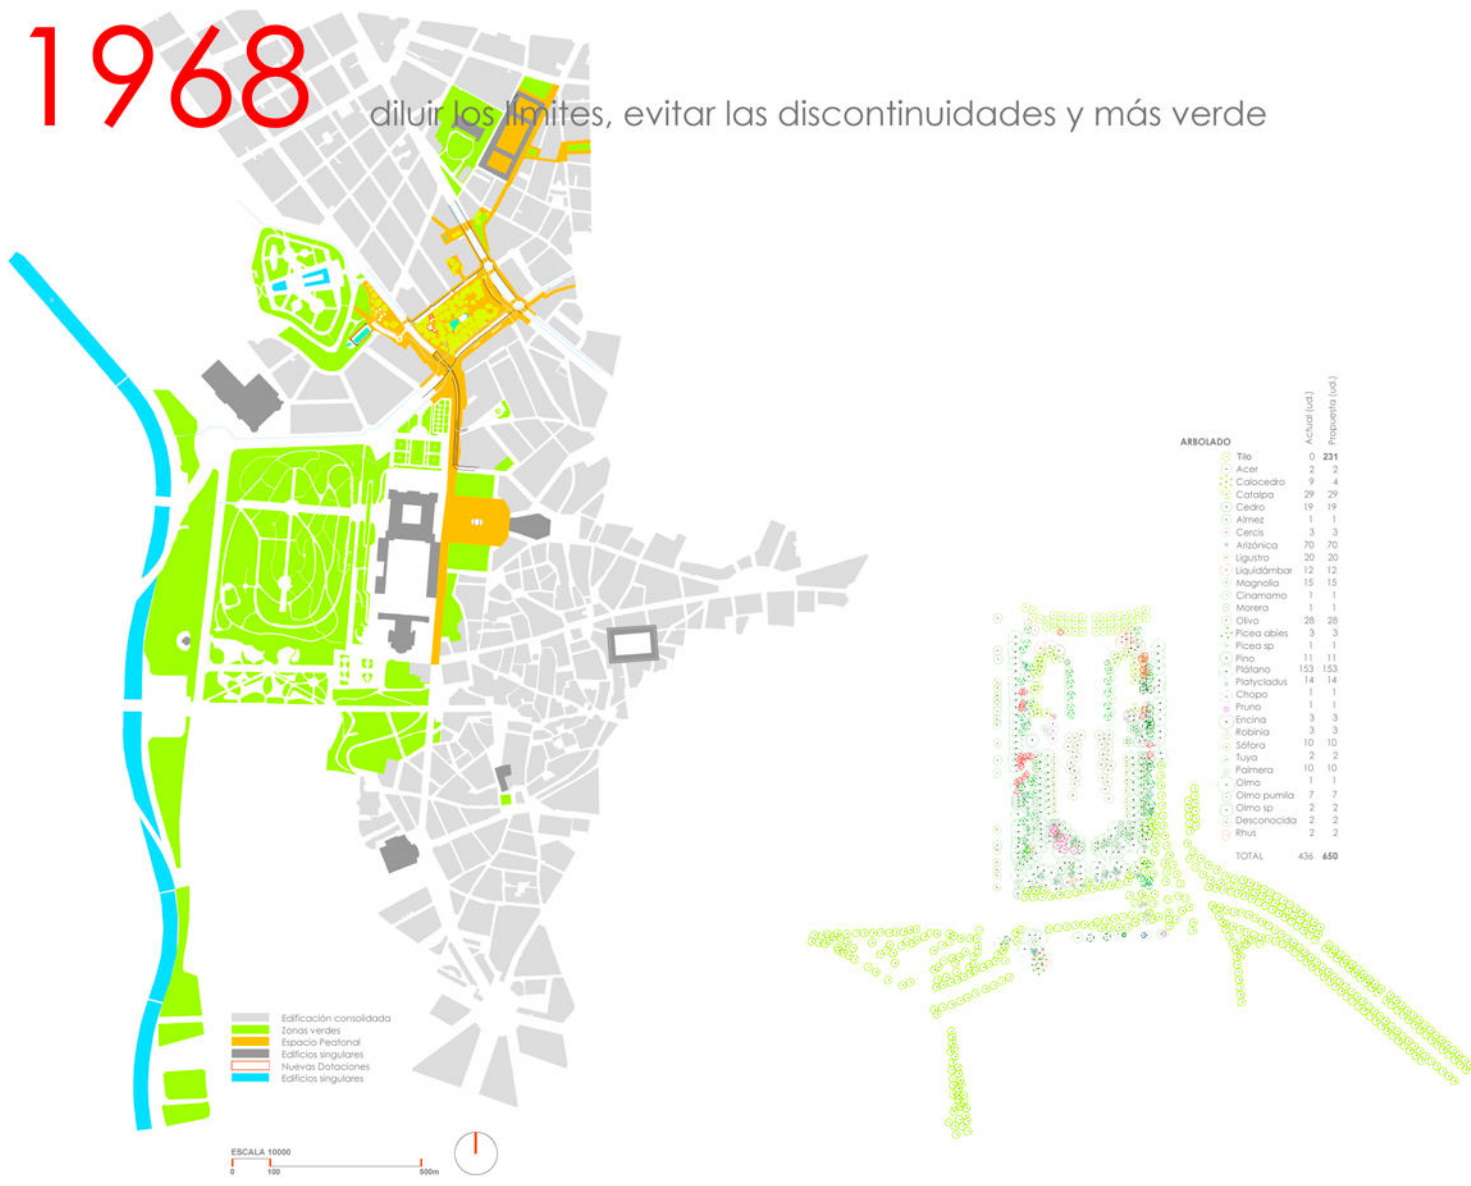 1968
diluir los límites, evitar las discontinuidades y más verde
ARBOLADO Actual (ud.) Propuesta (ud.)
Tilo 0 231
Acer 2 2
Calocedro 9 4
Catalpa 29 29
Cedro 19 19
Almez 1 1
Cercis 3 3
Arizónica 70 70
Ligustro 20 20
Liquidámbar 12 12
Magnolia 15 15
Cinamomo 1 1
Morera 1 1
Olivo 28 28
Picea abies 3 3
Picea sp 1 1
Pino 11 11
Plátano 153 153
Platycladus 14 14
Chopo 1 1
Pruno 1 1
Encina 3 3
Robinia 3 3
Sófora 10 10
Tuya 2 2
Palmera 10 10
Olma 1 1
Olmo pumila 7 7
Olmo sp 2 2
Desconocida 2 2
Rhus 2 2
TOTAL 436 650
Edificación consolidada
Zonas verdes
Espacio Peatonal
Edificios singulares
Nuevas Dotaciones
Edificios singulares
ESCALA 10000
0 100 500m